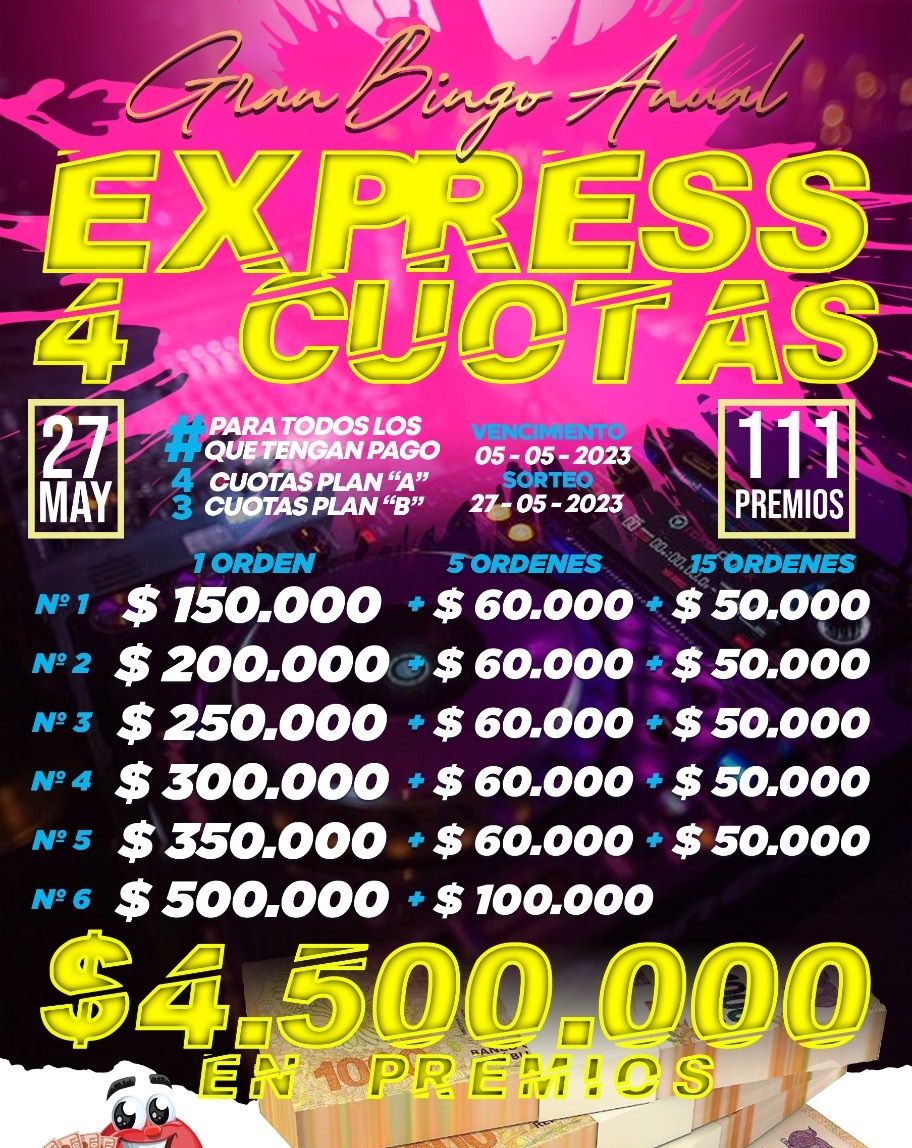 Gran Bingo Anual
EXPRESS
4 CUOTAS
27
MAY
# PARA TODOS LOS
QUE TENGAN PAGO
4 CUOTAS PLAN “A”
3 CUOTAS PLAN “B”
VENCIMIENTO
05 - 05 - 2023
SORTEO
27 - 05 - 2023
111
PREMIOS
1 ORDEN 5 ORDENES 15 ORDENES
Nº 1 $ 150.000 + $ 60.000 + $ 50.000
Nº 2 $ 200.000 + $ 60.000 + $ 50.000
Nº 3 $ 250.000 + $ 60.000 + $ 50.000
Nº 4 $ 300.000 + $ 60.000 + $ 50.000
Nº 5 $ 350.000 + $ 60.000 + $ 50.000
Nº 6 $ 500.000 + $ 100.000
$4.500.000
EN PREMIOS